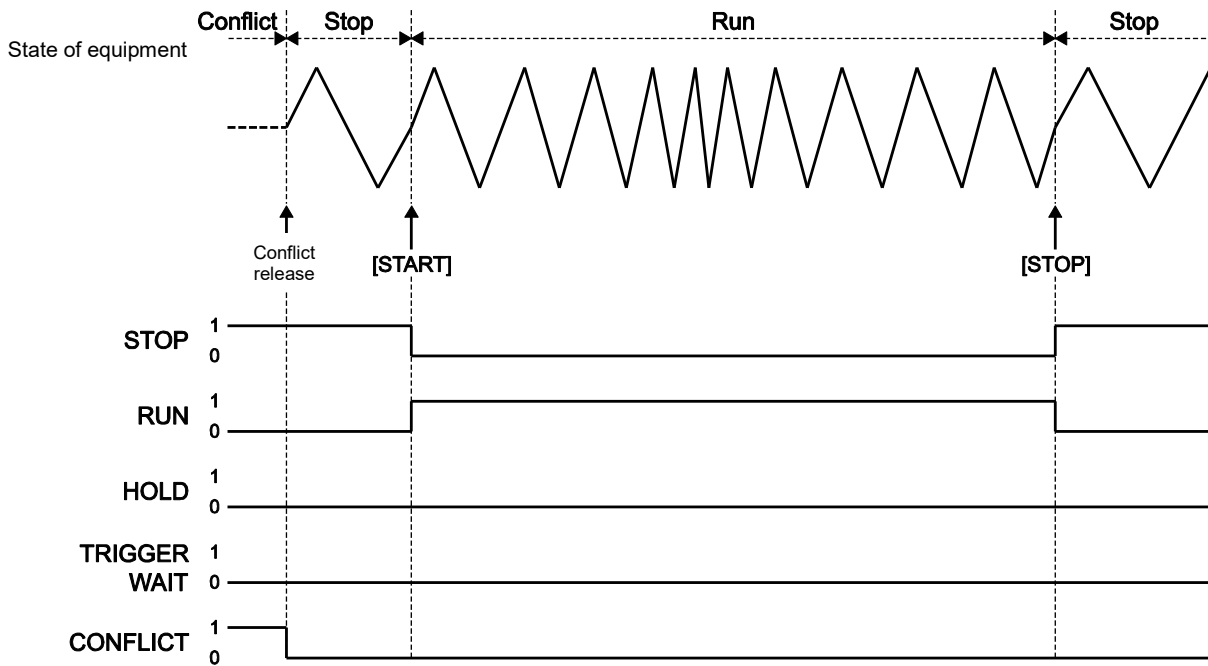 Conflict Stop Run Stop
State of equipment
Conflict
release
[START] [STOP]
STOP 1
0
RUN 1
0
HOLD 1
0
TRIGGER 1
WAIT 0
CONFLICT 1
0